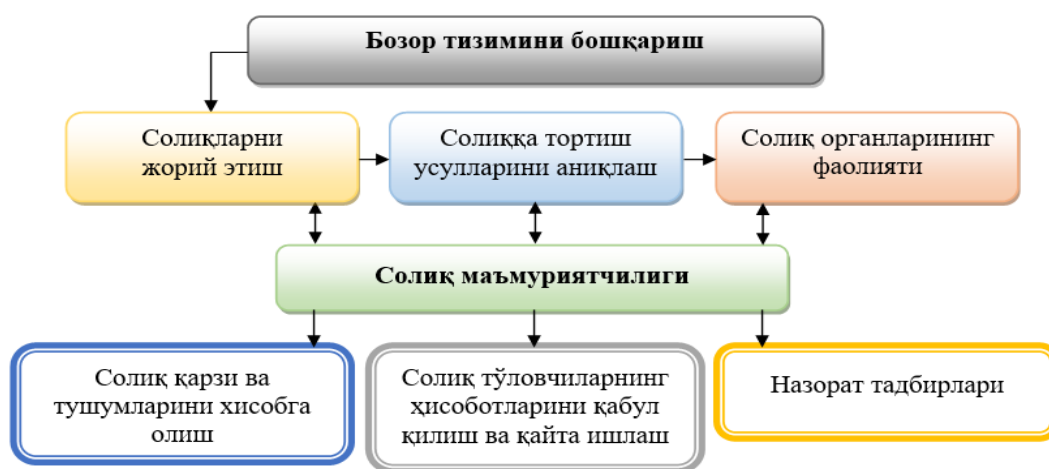 Бозор тизимини бошқариш
Солиқларни
жорий этиш
Солиққа тортиш
усулларини аниқлаш
Солиқ органларининг
фаолияти
Солиқ маъмуриятчилиги
Солиқ қарзи ва
тушумларини хисобга
олиш
Солиқ тўловчиларнинг
ҳисоботларини қабул
қилиш ва қайта ишлаш
Назорат тадбирлари